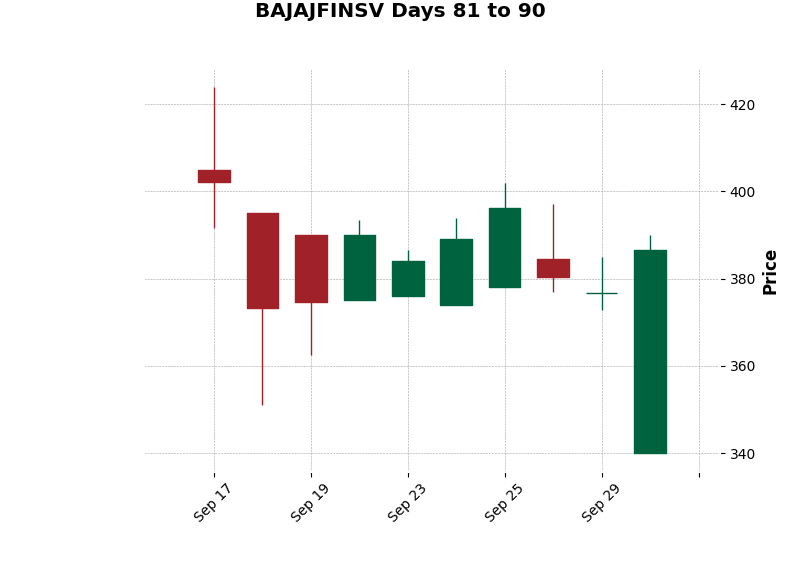 BAJAJFINSV Days 81 to 90
420
400
380
360
340
Price
Sep 17
Sep 19
Sep 23
Sep 25
Sep 29